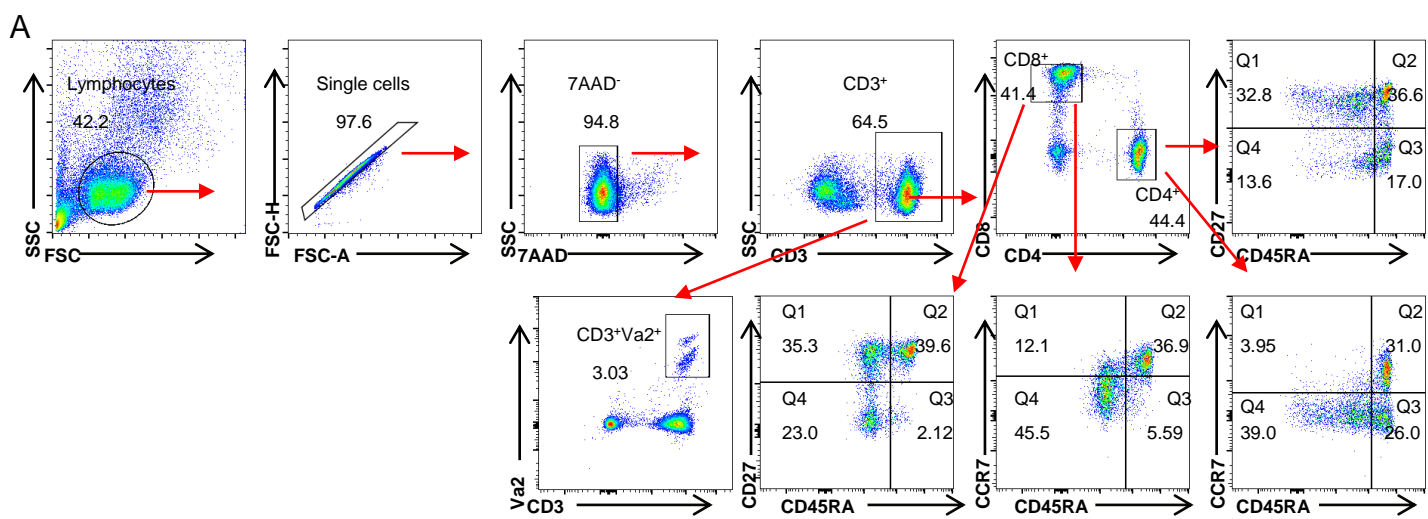 A
Lymphocytes
42.2
SSC
FSC
Single cells
97.6
FSC-H
FSC-A
7AAD-
94.8
SSC
7AAD
CD3+
64.5
SSC
CD3
CD8+
41.4
CD4+
44.4
CD8
CD4
Q1
Q2
32.8
36.6
Q4
Q3
13.6
17.0
CD27
CD45RA
CD3+Va2+
3.03
Va2
CD3
Q1
Q2
35.3
39.6
Q4
Q3
23.0
2.12
CD27
CD45RA
Q1
Q2
12.1
36.9
Q4
Q3
45.5
5.59
CCR7
CD45RA
Q1
Q2
3.95
31.0
Q4
Q3
39.0
26.0
CCR7
CD45RA